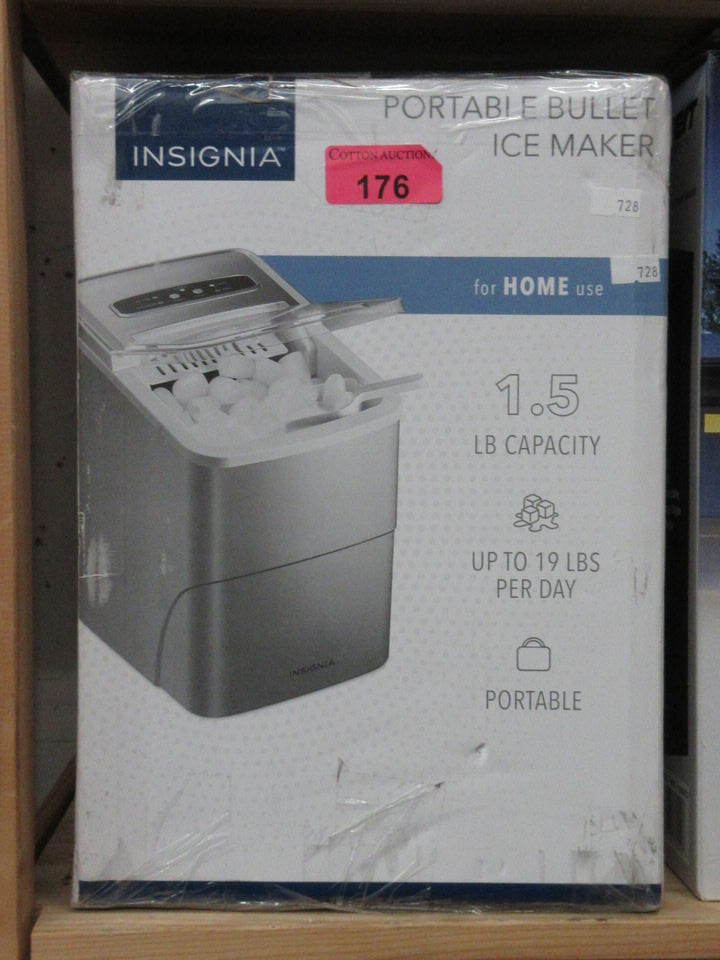 INSIGNIA™
PORTABLE BULLET
ICE MAKER
COTTON AUCTION
176
728
728
for HOME use
1.5
LB CAPACITY
UP TO 19 LBS
PER DAY
PORTABLE
INSIGNIA